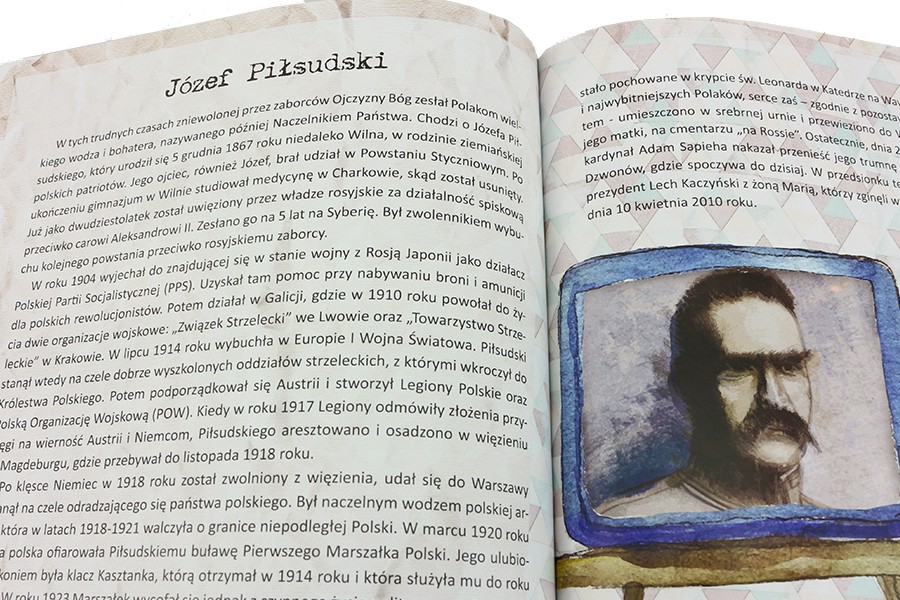 Józef Piłsudski
W tych trudnych czasach zniewolonej przez zaborców Ojczyzny Bóg zesłał Polakom wiel-
kiego wodza i bohatera, nazywanego później Naczelnikiem Państwa. Chodzi o Józefa Pił-
sudskiego, który urodził się 5 grudnia 1867 roku niedaleko Wilna, w rodzinie ziemiańskiej
polskich patriotów. Jego ojciec, również Józef, brał udział w Powstaniu Styczniowym. Po
ukończeniu gimnazjum w Wilnie studiował medycynę w Charkowie, skąd został usunięty.
Już jako dwudziestolatek został uwięziony przez władze rosyjskie za działalność spiskową
przeciwko carowi Aleksandrowi II. Zesłano go na 5 lat na Syberię. Był zwolennikiem wybu-
chu kolejnego powstania przeciwko rosyjskiemu zaborcy.
W roku 1904 wyjechał do znajdującej się w stanie wojny z Rosją Japonii jako działacz
Polskiej Partii Socjalistycznej (PPS). Uzyskał tam pomoc przy nabywaniu broni i amunicji
dla polskich rewolucjonistów. Potem działał w Galicji, gdzie w 1910 roku powołał do ży-
cia dwie organizacje wojskowe: „Związek Strzelecki” we Lwowie oraz „Towarzystwo Strze-
leckie” w Krakowie. W lipcu 1914 roku wybuchła w Europie I Wojna Światowa. Piłsudski
stanął wtedy na czele dobrze wyszkolonych oddziałów strzeleckich, z którymi wkroczył do
Królestwa Polskiego. Potem podporządkował się Austrii i stworzył Legiony Polskie oraz
Polską Organizację Wojskową (POW). Kiedy w roku 1917 Legiony odmówiły złożenia przy-
ęgi na wierność Austrii i Niemcom, Piłsudskiego aresztowano i osadzono w więzieniu
Magdeburgu, gdzie przebywał do listopada 1918 roku.
Po klęsce Niemiec w 1918 roku został zwolniony z więzienia, udał się do Warszawy
anął na czele odradzającego się państwa polskiego. Był naczelnym wodzem polskiej ar-
która w latach 1918-1921 walczyła o granice niepodległej Polski. W marcu 1920 roku
a polska ofiarowała Piłsudskiemu buławę Pierwszego Marszałka Polski. Jego ulubio-
koniem była klacz Kasztanka, którą otrzymał w 1914 roku i która służyła mu do roku
W roku 1923 Marszałek wycofał się jednak z czynnego
stało pochowane w krypcie św. Leonarda w Katedrze na Waw
i najwybitniejszych Polaków, serce zaś – zgodnie z pozostaw
tem - umieszczono w srebrnej urnie i przewieziono do W
jego matki, na cmentarzu „na Rossie”. Ostatecznie, dnia 2
kardynał Adam Sapieha nakazał przenieść jego trumnę
Dzwonów, gdzie spoczywa do dzisiaj. W przedsionku te
prezydent Lech Kaczyński z żoną Marią, którzy zginęli w
dnia 10 kwietnia 2010 roku.